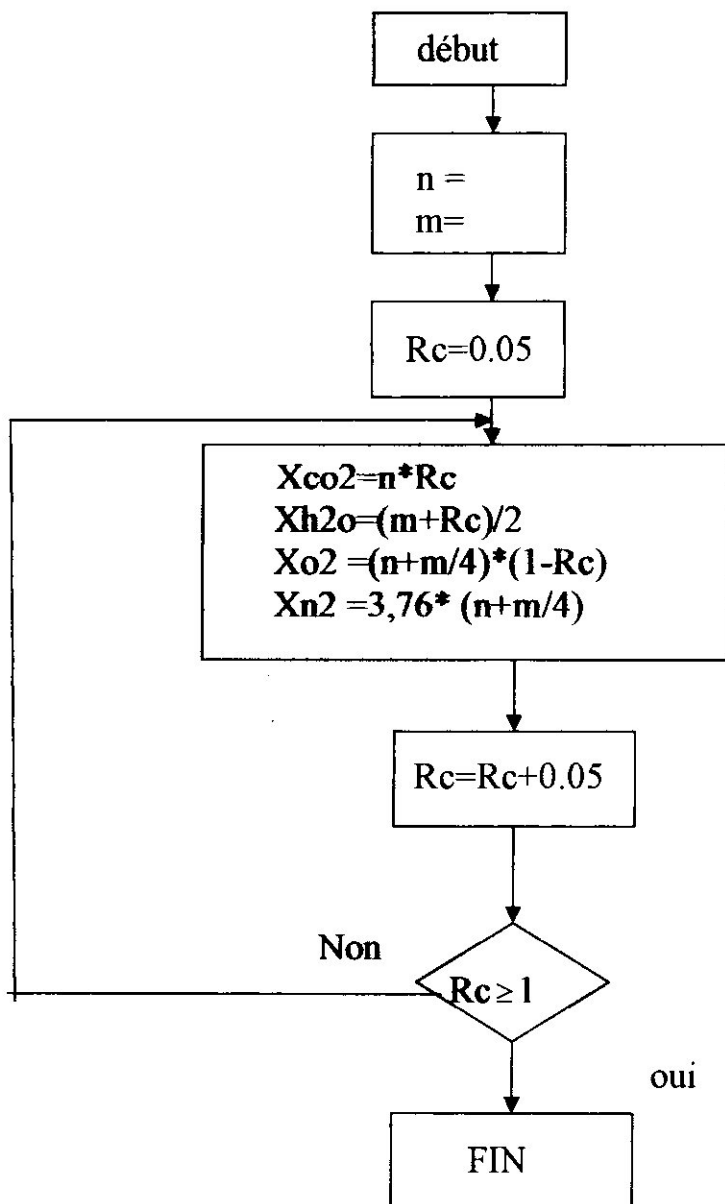 début
n =
m=
Rc=0.05
Xco2=n*Rc
Xh2o=(m+Rc)/2
Xo2 =(n+m/4)*(1-Rc)
Xn2 =3,76* (n+m/4)
Rc=Rc+0.05
Non
Rc ≥ 1
oui
FIN